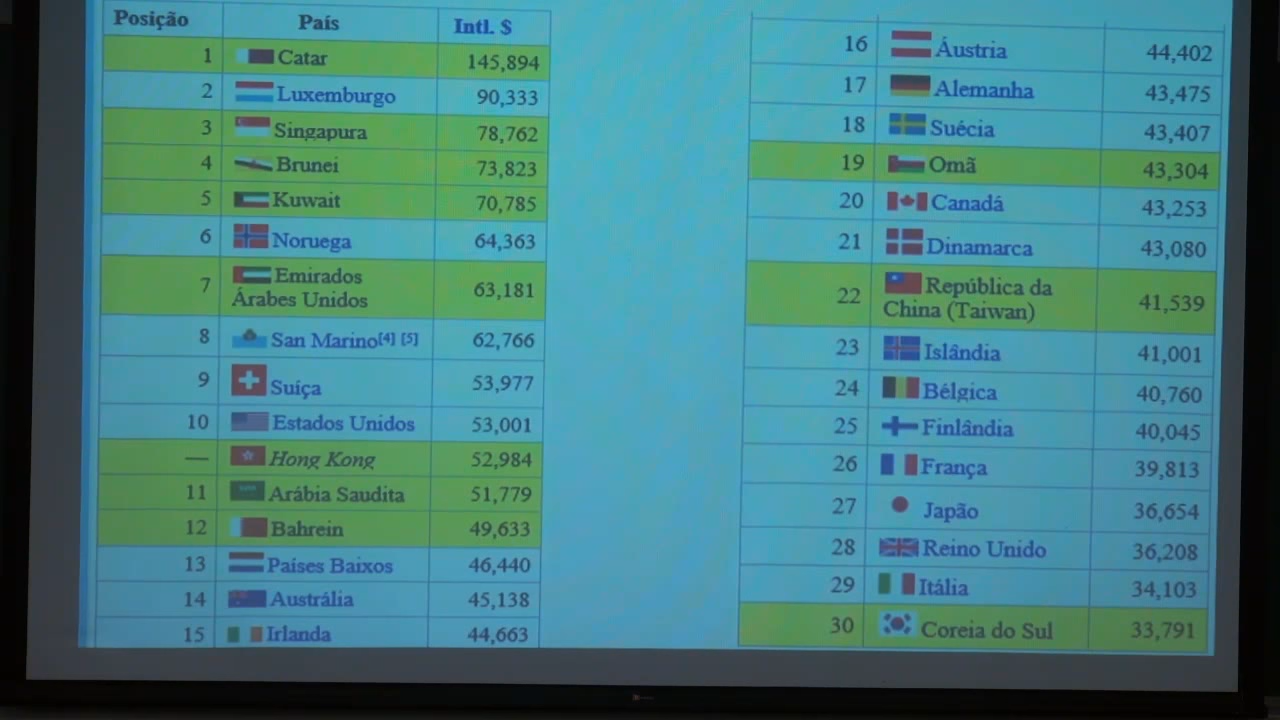 Posição País Intl. $
1 Catar 145,894
2 Luxemburgo 90,333
3 Singapura 78,762
4 Brunei 73,823
5 Kuwait 70,785
6 Noruega 64,363
7 Emirados
Árabes Unidos 63,181
8 San Marino[4] [5] 62,766
9 Suíça 53,977
10 Estados Unidos 53,001
— Hong Kong 52,984
11 Arábia Saudita 51,779
12 Bahrein 49,633
13 Países Baixos 46,440
14 Austrália 45,138
15 Irlanda 44,663
16 Áustria 44,402
17 Alemanha 43,475
18 Suécia 43,407
19 Omã 43,304
20 Canadá 43,253
21 Dinamarca 43,080
22 República da
China (Taiwan) 41,539
23 Islândia 41,001
24 Bélgica 40,760
25 Finlândia 40,045
26 França 39,813
27 Japão 36,654
28 Reino Unido 36,208
29 Itália 34,103
30 Coreia do Sul 33,791